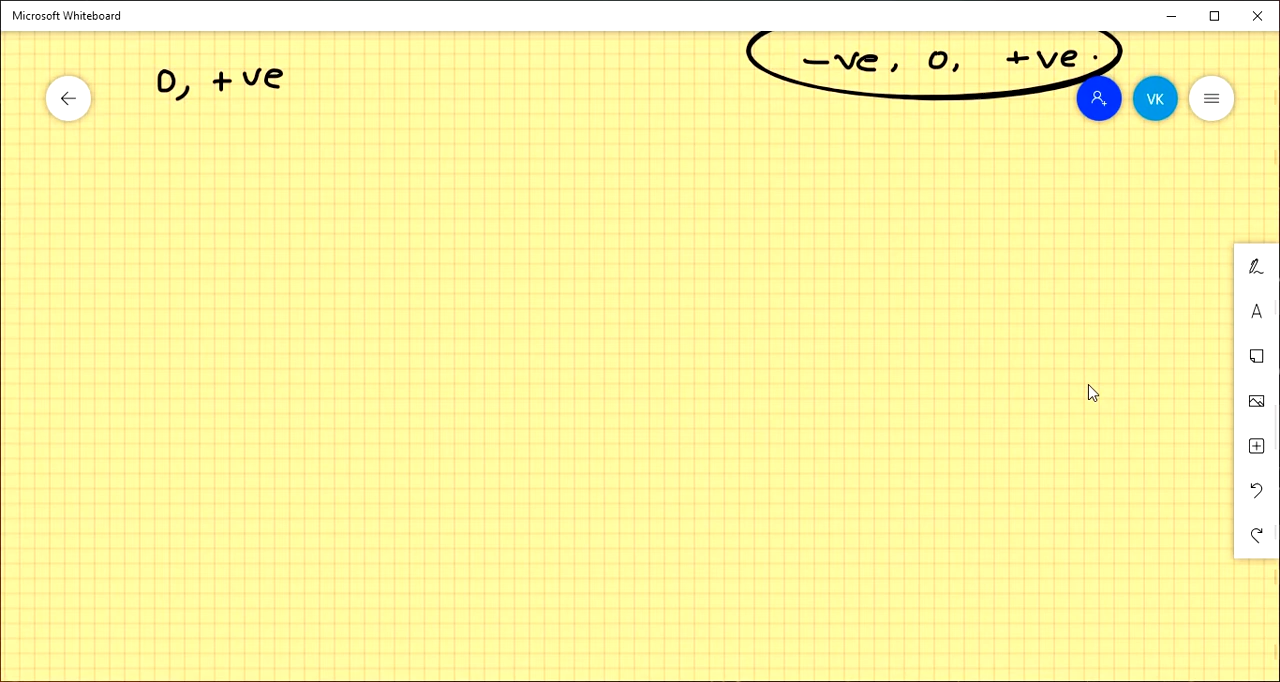 Microsoft Whiteboard
-ve, 0, +ve.
0, +ve
VK
A